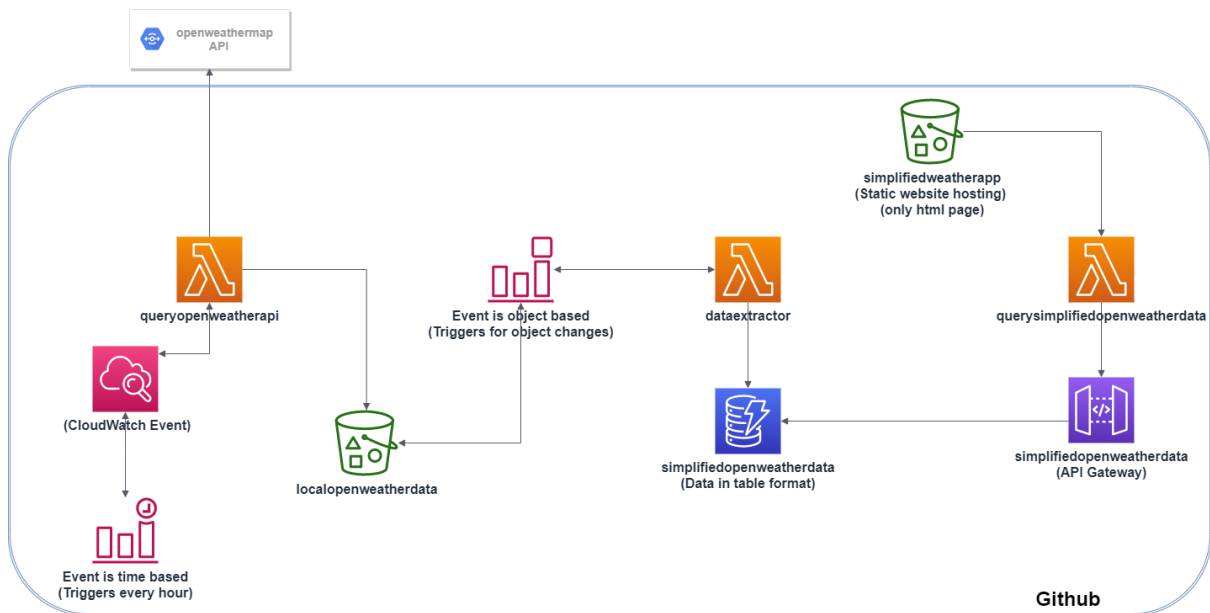 openweathermap
API
simplifiedweatherapp
(Static website hosting)
(only html page)
queryopenweatherapi
Event is object based
(Triggers for object changes)
dataextractor
querysimplifiedopenweatherdata
(CloudWatch Event)
localopenweatherdata
simplifiedopenweatherdata
(Data in table format)
simplifiedopenweatherdata
(API Gateway)
Event is time based
(Triggers every hour)
Github